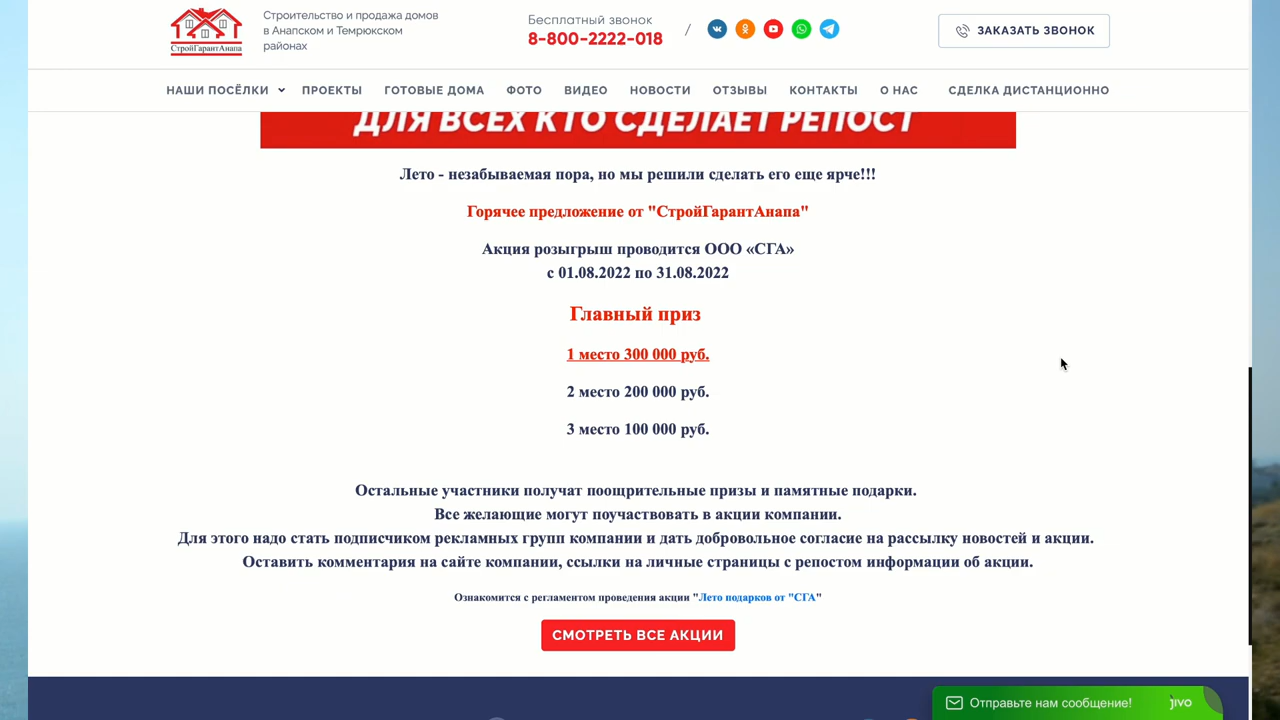 СтройГарантАнапа
Строительство и продажа домов
в Анапском и Темрюкском
районах
Бесплатный звонок
8-800-2222-018
/
ЗАКАЗАТЬ ЗВОНОК
НАШИ ПОСЁЛКИ ПРОЕКТЫ ГОТОВЫЕ ДОМА ФОТО ВИДЕО НОВОСТИ ОТЗЫВЫ КОНТАКТЫ О НАС СДЕЛКА ДИСТАНЦИОННО
ДЛЯ ВСЕХ КТО СДЕЛАЕТ РЕПОСТ
Лето - незабываемая пора, но мы решили сделать его еще ярче!!!
Горячее предложение от "СтройГарантАнапа"
Акция розыгрыш проводится ООО «СГА»
с 01.08.2022 по 31.08.2022
Главный приз
1 место 300 000 руб.
2 место 200 000 руб.
3 место 100 000 руб.
Остальные участники получат поощрительные призы и памятные подарки.
Все желающие могут поучаствовать в акции компании.
Для этого надо стать подписчиком рекламных групп компании и дать добровольное согласие на рассылку новостей и акции.
Оставить комментария на сайте компании, ссылки на личные страницы с репостом информации об акции.
Ознакомится с регламентом проведения акции "Лето подарков от "СГА"
СМОТРЕТЬ ВСЕ АКЦИИ
Отправьте нам сообщение! jivo